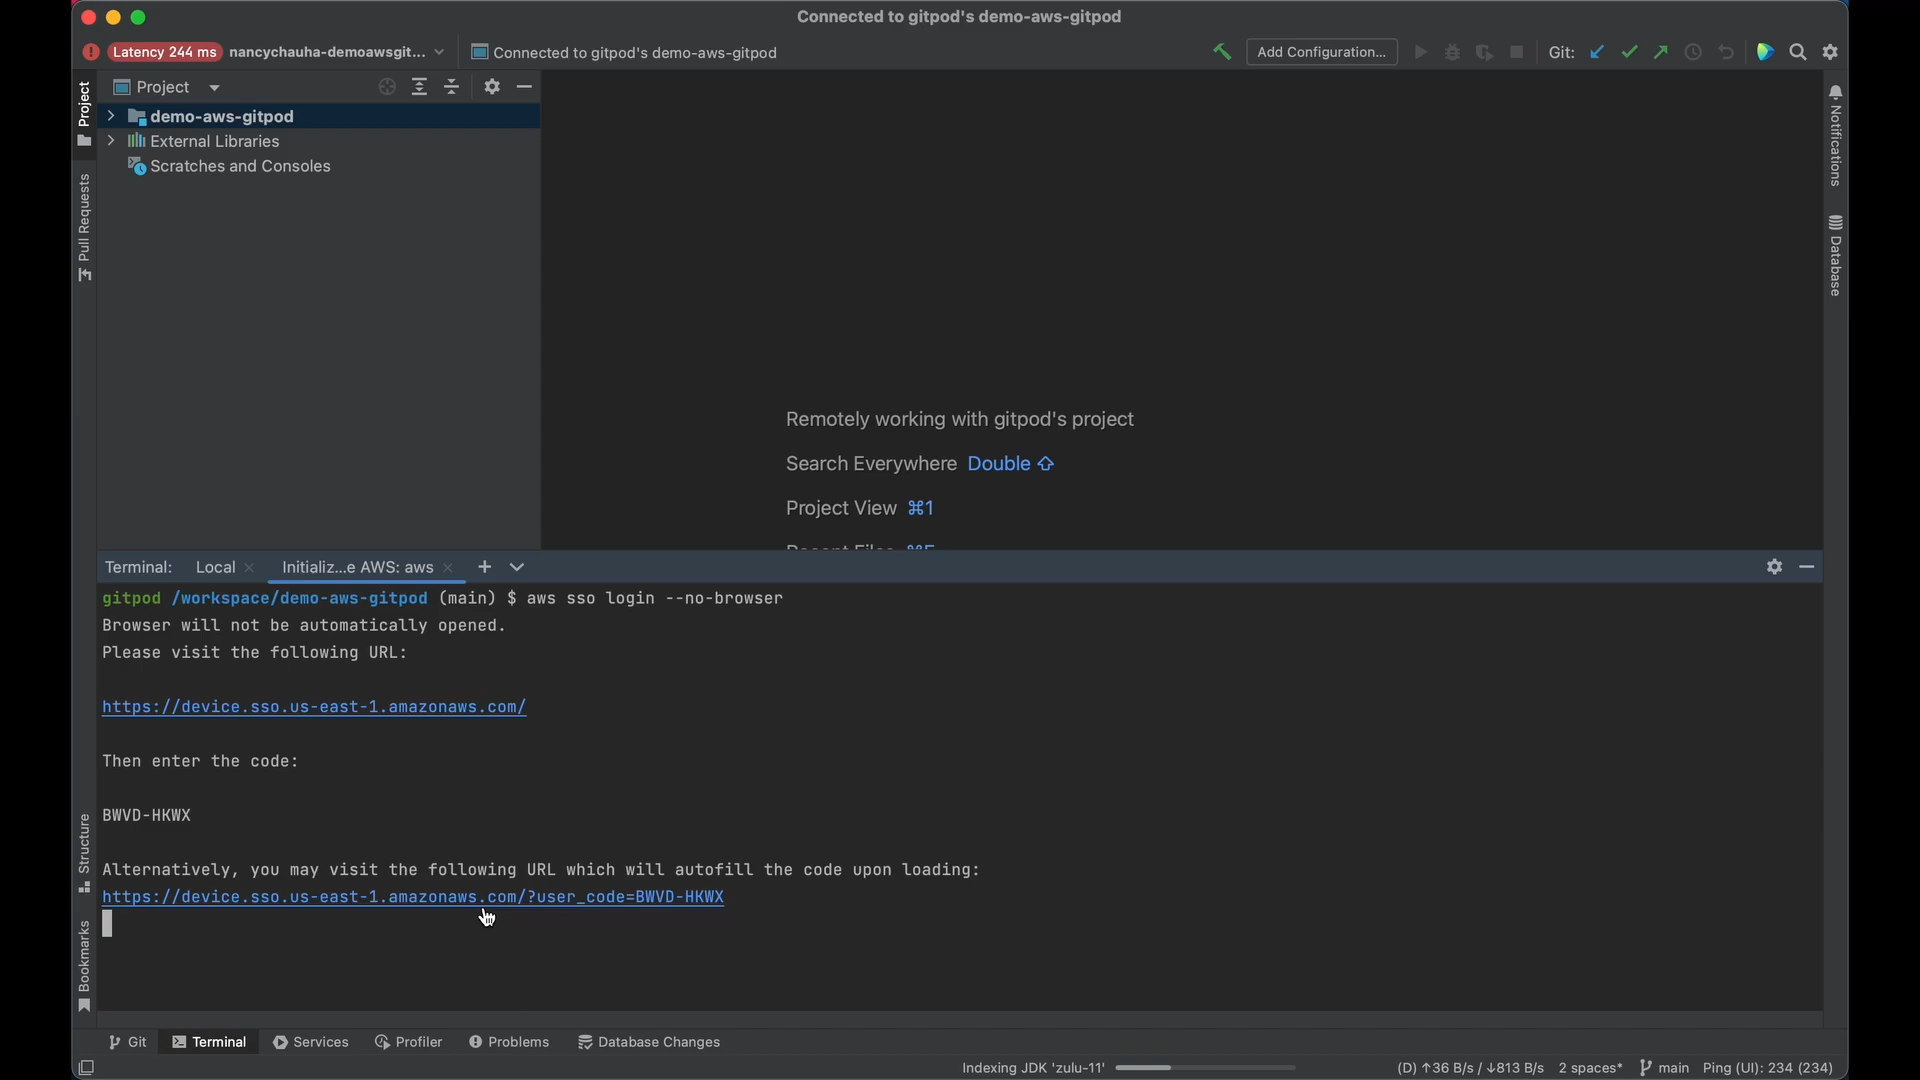 Connected to gitpod's demo-aws-gitpod
Latency 244 ms nancychauha-demoawsgit... Connected to gitpod's demo-aws-gitpod Add Configuration... Git:
Project
demo-aws-gitpod
External Libraries
Scratches and Consoles
Project
Pull Requests
Structure
Bookmarks
Notifications
Database
Remotely working with gitpod's project
Search Everywhere Double ⇧
Project View ⌘1
Terminal: Local Initializ...e AWS: aws
gitpod /workspace/demo-aws-gitpod (main) $ aws sso login --no-browser
Browser will not be automatically opened.
Please visit the following URL:
https://device.sso.us-east-1.amazonaws.com/
Then enter the code:
BWVD-HKWX
Alternatively, you may visit the following URL which will autofill the code upon loading:
https://device.sso.us-east-1.amazonaws.com/?user_code=BWVD-HKWX
Git Terminal Services Profiler Problems Database Changes
Indexing JDK 'zulu-11' (D) ↑36 B/s / ↓813 B/s 2 spaces* main Ping (UI): 234 (234)